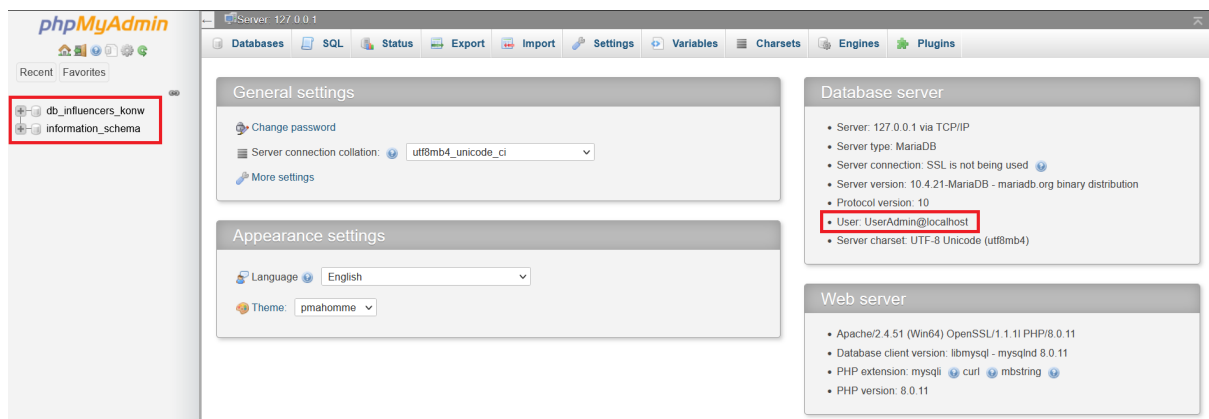 phpMyAdmin
Recent Favorites
db_influencers_konw
information_schema
Server: 127.0.0.1
Databases SQL Status Export Import Settings Variables Charsets Engines Plugins
General settings
Change password
Server connection collation: utf8mb4_unicode_ci
More settings
Appearance settings
Language English
Theme: pmahomme
Database server
• Server: 127.0.0.1 via TCP/IP
• Server type: MariaDB
• Server connection: SSL is not being used
• Server version: 10.4.21-MariaDB - mariadb.org binary distribution
• Protocol version: 10
• User: UserAdmin@localhost
• Server charset: UTF-8 Unicode (utf8mb4)
Web server
• Apache/2.4.51 (Win64) OpenSSL/1.1.1l PHP/8.0.11
• Database client version: libmysql - mysqlnd 8.0.11
• PHP extension: mysqli curl mbstring
• PHP version: 8.0.11